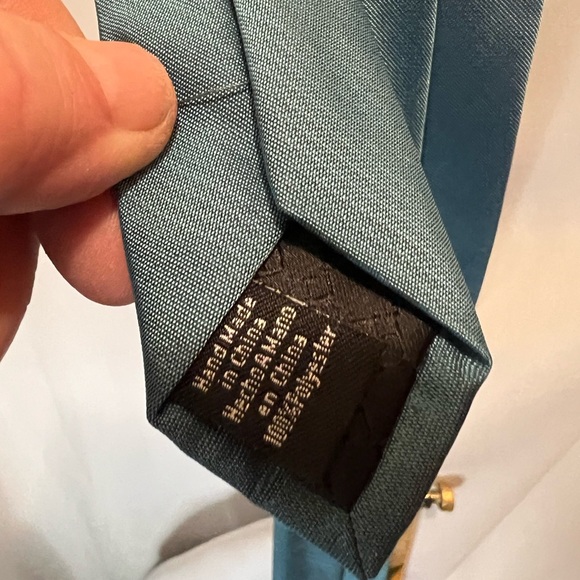 Hand Made
in China
Hecho A Mano
en China
100% Polyester